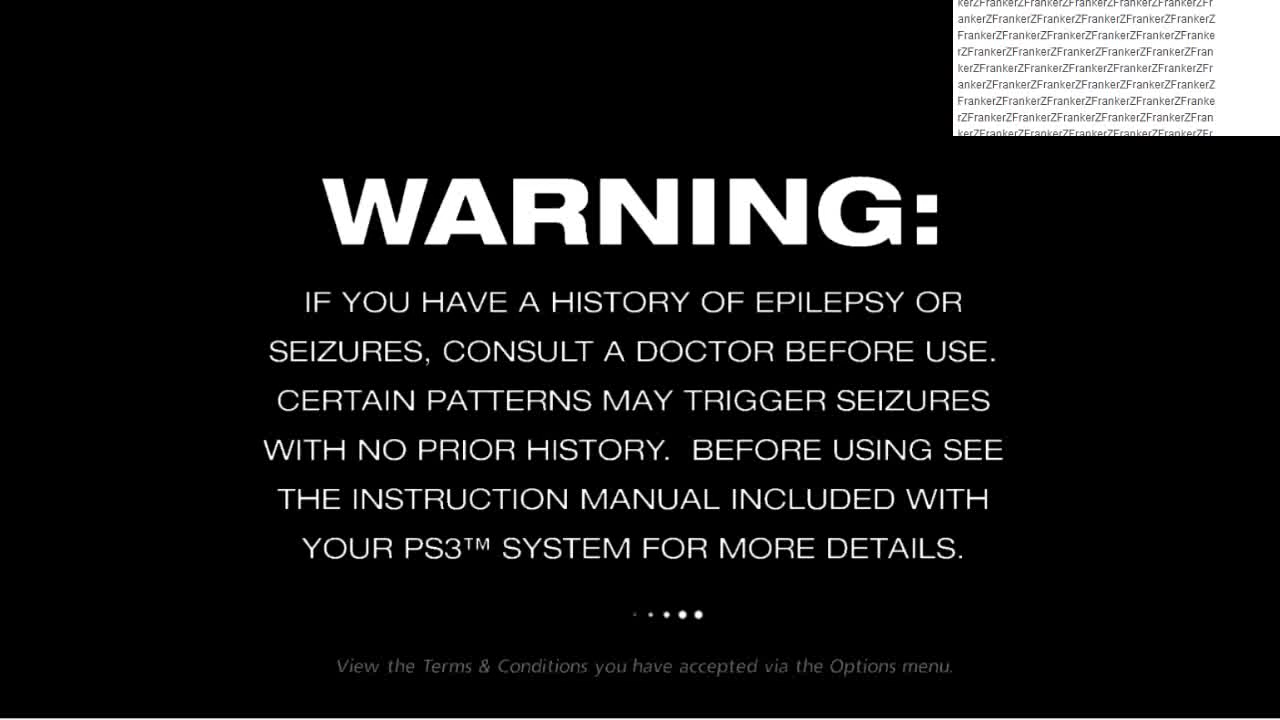 kerZFrankerZFrankerZFrankerZFrankerZFrankerZFr
ankerZFrankerZFrankerZFrankerZFrankerZFrankerZ
FrankerZFrankerZFrankerZFrankerZFrankerZFranke
rZFrankerZFrankerZFrankerZFrankerZFrankerZFran
kerZFrankerZFrankerZFrankerZFrankerZFrankerZFr
ankerZFrankerZFrankerZFrankerZFrankerZFrankerZ
FrankerZFrankerZFrankerZFrankerZFrankerZFranke
rZFrankerZFrankerZFrankerZFrankerZFrankerZFran
kerZFrankerZFrankerZFrankerZFrankerZFrankerZFr
WARNING:
IF YOU HAVE A HISTORY OF EPILEPSY OR
SEIZURES, CONSULT A DOCTOR BEFORE USE.
CERTAIN PATTERNS MAY TRIGGER SEIZURES
WITH NO PRIOR HISTORY. BEFORE USING SEE
THE INSTRUCTION MANUAL INCLUDED WITH
YOUR PS3™ SYSTEM FOR MORE DETAILS.
View the Terms & Conditions you have accepted via the Options menu.